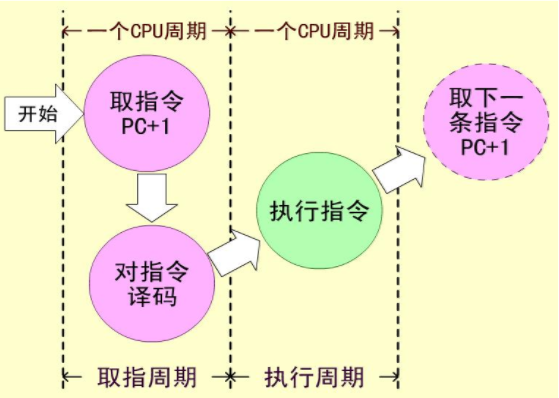 一个CPU周期
一个CPU周期
开始
取指令
PC+1
取下一
条指令
PC+1
执行指令
对指令
译码
取指周期
执行周期